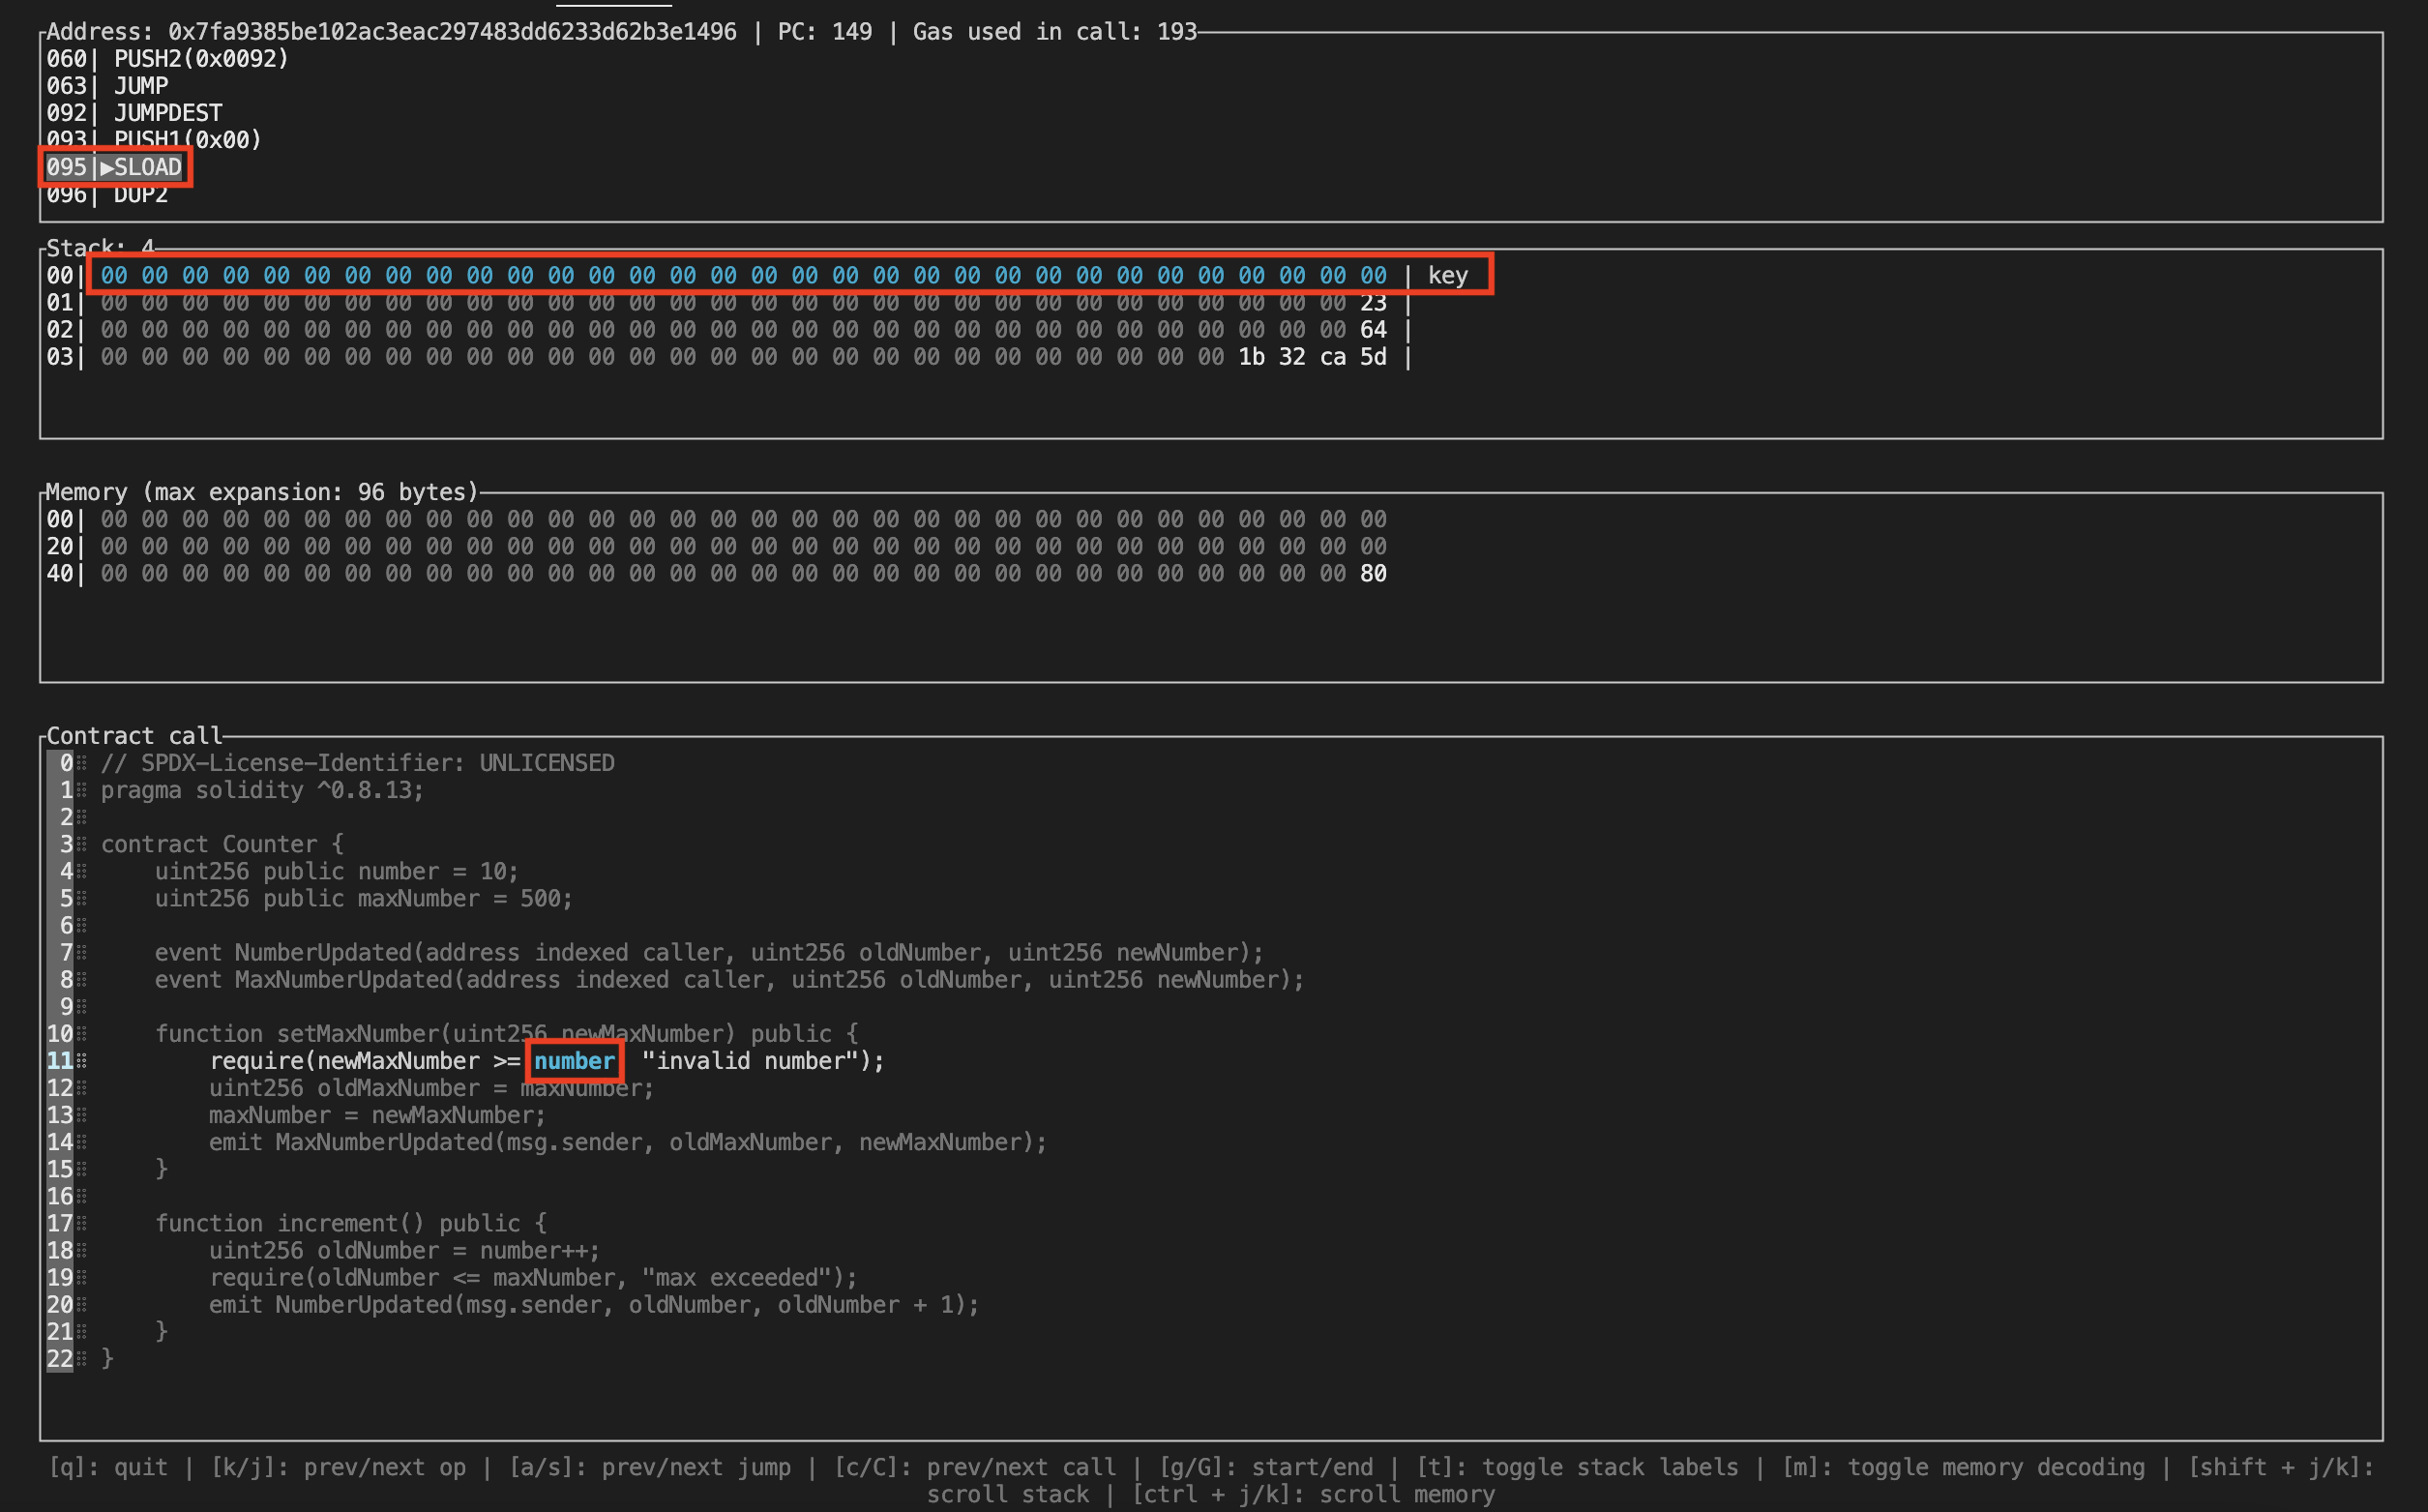 Address: 0x7fa9385be102ac3eac297483dd6233d62b3e1496 | PC: 149 | Gas used in call: 193
060| PUSH2(0x0092)
063| JUMP
092| JUMPDEST
093| PUSH1(0x00)
095|▶SLOAD
096| DUP2
Stack: 4
00| 00 00 00 00 00 00 00 00 00 00 00 00 00 00 00 00 00 00 00 00 00 00 00 00 00 00 00 00 00 00 00 00 | key
01| 00 00 00 00 00 00 00 00 00 00 00 00 00 00 00 00 00 00 00 00 00 00 00 00 00 00 00 00 00 00 00 23 |
02| 00 00 00 00 00 00 00 00 00 00 00 00 00 00 00 00 00 00 00 00 00 00 00 00 00 00 00 00 00 00 00 64 |
03| 00 00 00 00 00 00 00 00 00 00 00 00 00 00 00 00 00 00 00 00 00 00 00 00 00 00 00 00 1b 32 ca 5d |
Memory (max expansion: 96 bytes)
00| 00 00 00 00 00 00 00 00 00 00 00 00 00 00 00 00 00 00 00 00 00 00 00 00 00 00 00 00 00 00 00 00
20| 00 00 00 00 00 00 00 00 00 00 00 00 00 00 00 00 00 00 00 00 00 00 00 00 00 00 00 00 00 00 00 00
40| 00 00 00 00 00 00 00 00 00 00 00 00 00 00 00 00 00 00 00 00 00 00 00 00 00 00 00 00 00 00 00 80
Contract call
0 // SPDX-License-Identifier: UNLICENSED
1 pragma solidity ^0.8.13;
2
3 contract Counter {
4     uint256 public number = 10;
5     uint256 public maxNumber = 500;
6
7     event NumberUpdated(address indexed caller, uint256 oldNumber, uint256 newNumber);
8     event MaxNumberUpdated(address indexed caller, uint256 oldNumber, uint256 newNumber);
9
10     function setMaxNumber(uint256 newMaxNumber) public {
11         require(newMaxNumber >= number "invalid number");
12         uint256 oldMaxNumber = maxNumber;
13         maxNumber = newMaxNumber;
14         emit MaxNumberUpdated(msg.sender, oldMaxNumber, newMaxNumber);
15     }
16
17     function increment() public {
18         uint256 oldNumber = number++;
19         require(oldNumber <= maxNumber, "max exceeded");
20         emit NumberUpdated(msg.sender, oldNumber, oldNumber + 1);
21     }
22 }
[q]: quit | [k/j]: prev/next op | [a/s]: prev/next jump | [c/C]: prev/next call | [g/G]: start/end | [t]: toggle stack labels | [m]: toggle memory decoding | [shift + j/k]:
scroll stack | [ctrl + j/k]: scroll memory